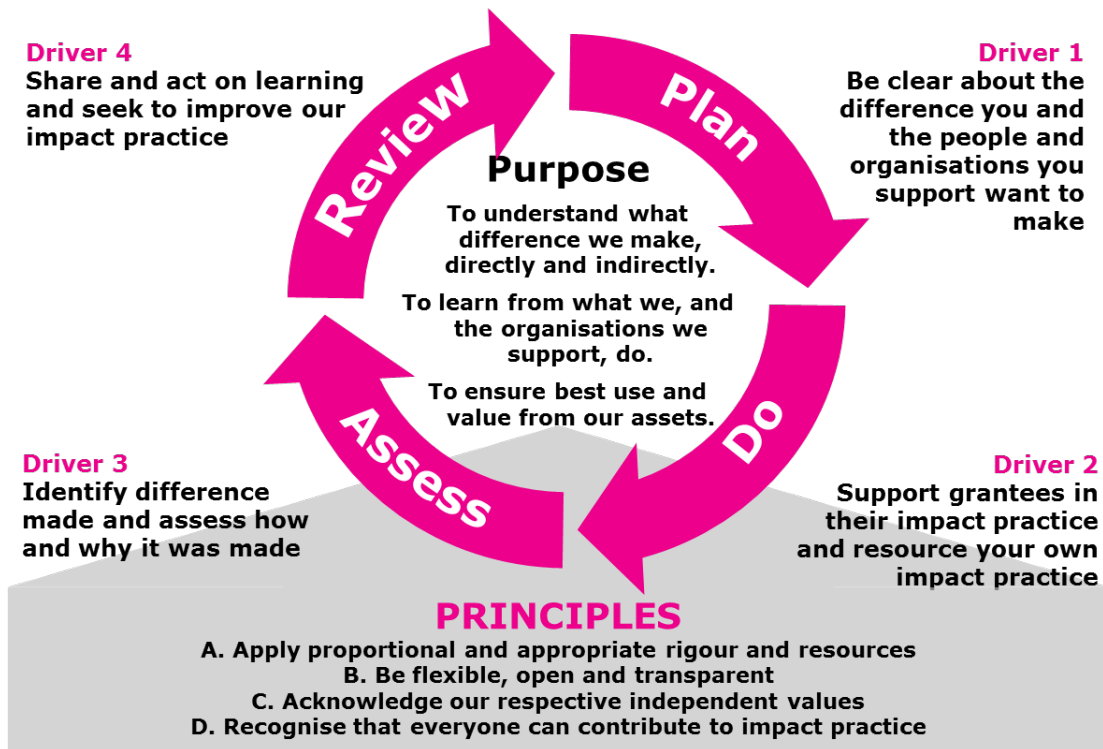 Driver 4
Share and act on learning
and seek to improve our
impact practice
Review
Plan
Driver 1
Be clear about the
difference you and
the people and
organisations you
support want to
make
Purpose
To understand what
difference we make,
directly and indirectly.
To learn from what we, and
the organisations we
support, do.
To ensure best use and
value from our assets.
Assess
Do
Driver 3
Identify difference
made and assess how
and why it was made
Driver 2
Support grantees in
their impact practice
and resource your own
impact practice
PRINCIPLES
A. Apply proportional and appropriate rigour and resources
B. Be flexible, open and transparent
C. Acknowledge our respective independent values
D. Recognise that everyone can contribute to impact practice